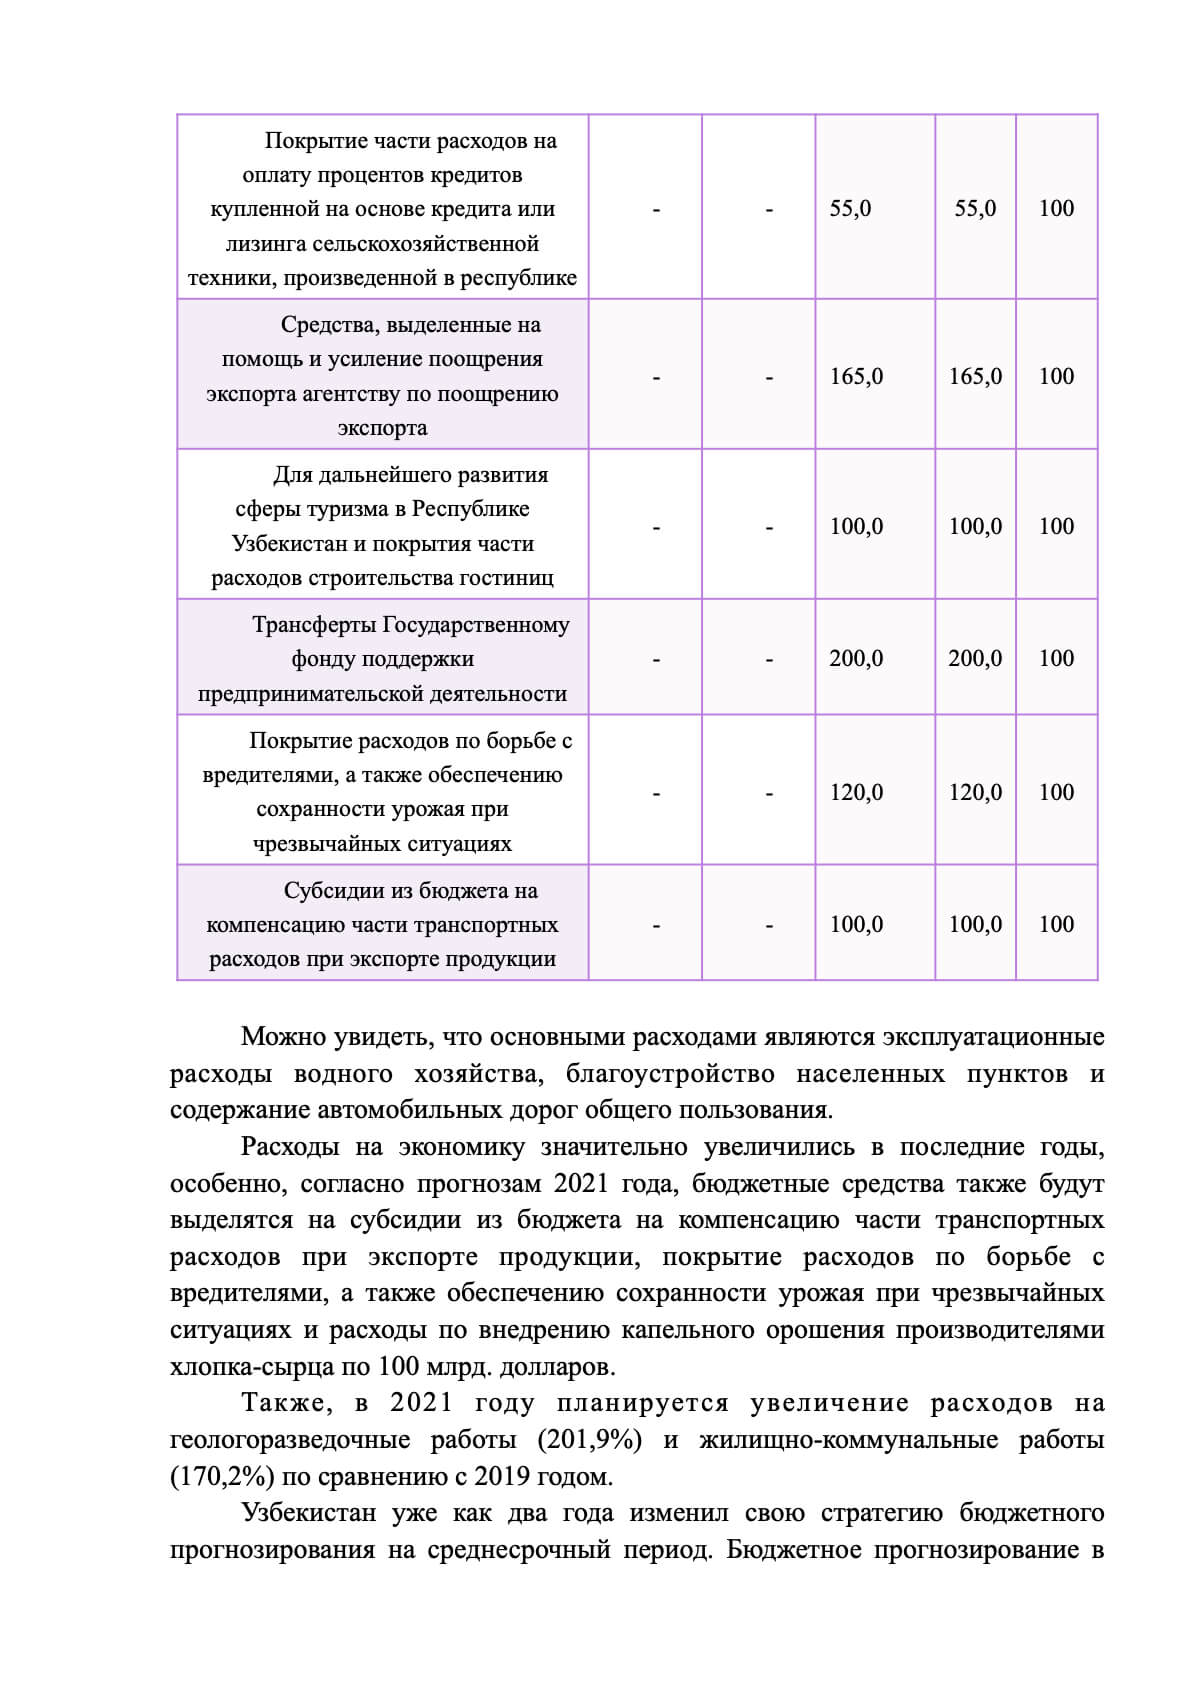 Покрытие части расходов на
оплату процентов кредитов
купленной на основе кредита или
лизинга сельскохозяйственной
техники, произведенной в республике
- - 55,0 55,0 100
Средства, выделенные на
помощь и усиление поощрения
экспорта агентству по поощрению
экспорта
- - 165,0 165,0 100
Для дальнейшего развития
сферы туризма в Республике
Узбекистан и покрытия части
расходов строительства гостиниц
- - 100,0 100,0 100
Трансферты Государственному
фонду поддержки
предпринимательской деятельности
- - 200,0 200,0 100
Покрытие расходов по борьбе с
вредителями, а также обеспечению
сохранности урожая при
чрезвычайных ситуациях
- - 120,0 120,0 100
Субсидии из бюджета на
компенсацию части транспортных
расходов при экспорте продукции
- - 100,0 100,0 100
Можно увидеть, что основными расходами являются эксплуатационные
расходы водного хозяйства, благоустройство населенных пунктов и
содержание автомобильных дорог общего пользования.
Расходы на экономику значительно увеличились в последние годы,
особенно, согласно прогнозам 2021 года, бюджетные средства также будут
выделятся на субсидии из бюджета на компенсацию части транспортных
расходов при экспорте продукции, покрытие расходов по борьбе с
вредителями, а также обеспечению сохранности урожая при чрезвычайных
ситуациях и расходы по внедрению капельного орошения производителями
хлопка-сырца по 100 млрд. долларов.
Также, в 2021 году планируется увеличение расходов на
геологоразведочные работы (201,9%) и жилищно-коммунальные работы
(170,2%) по сравнению с 2019 годом.
Узбекистан уже как два года изменил свою стратегию бюджетного
прогнозирования на среднесрочный период. Бюджетное прогнозирование в